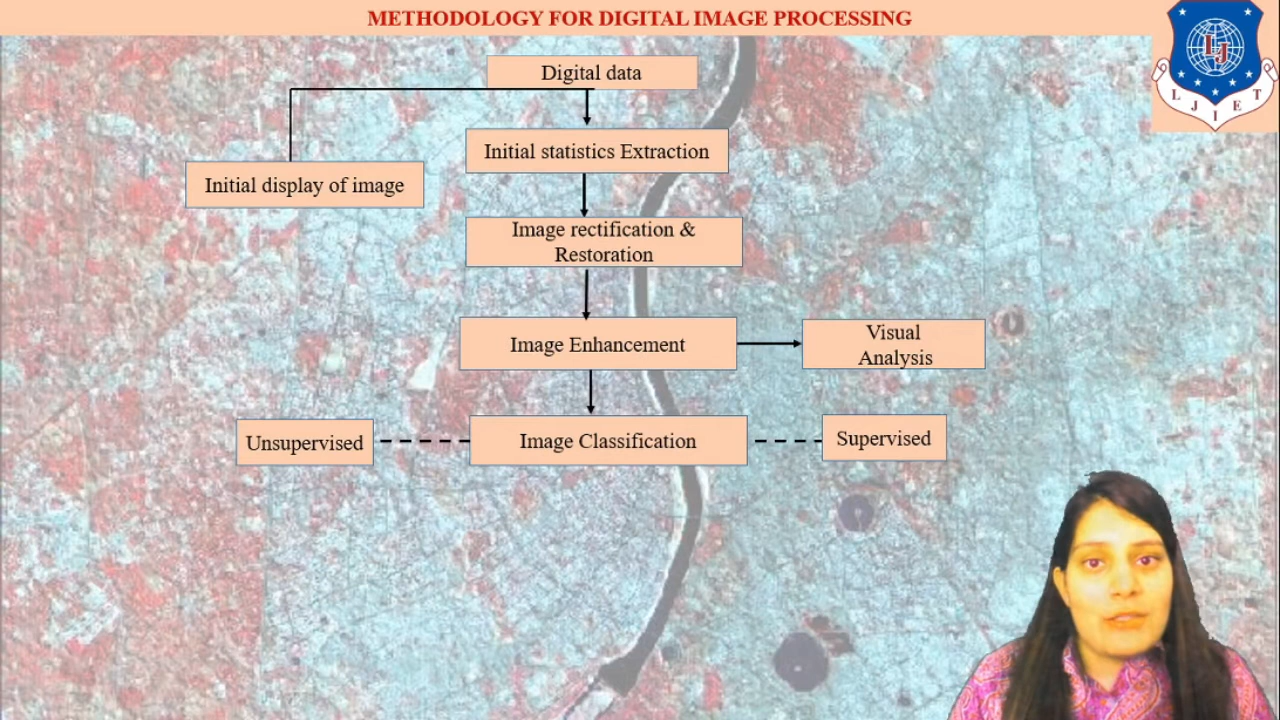 METHODOLOGY FOR DIGITAL IMAGE PROCESSING
IJ
L J I E T
Digital data
Initial statistics Extraction
Initial display of image
Image rectification &
Restoration
Image Enhancement
Visual
Analysis
Unsupervised
Image Classification
Supervised